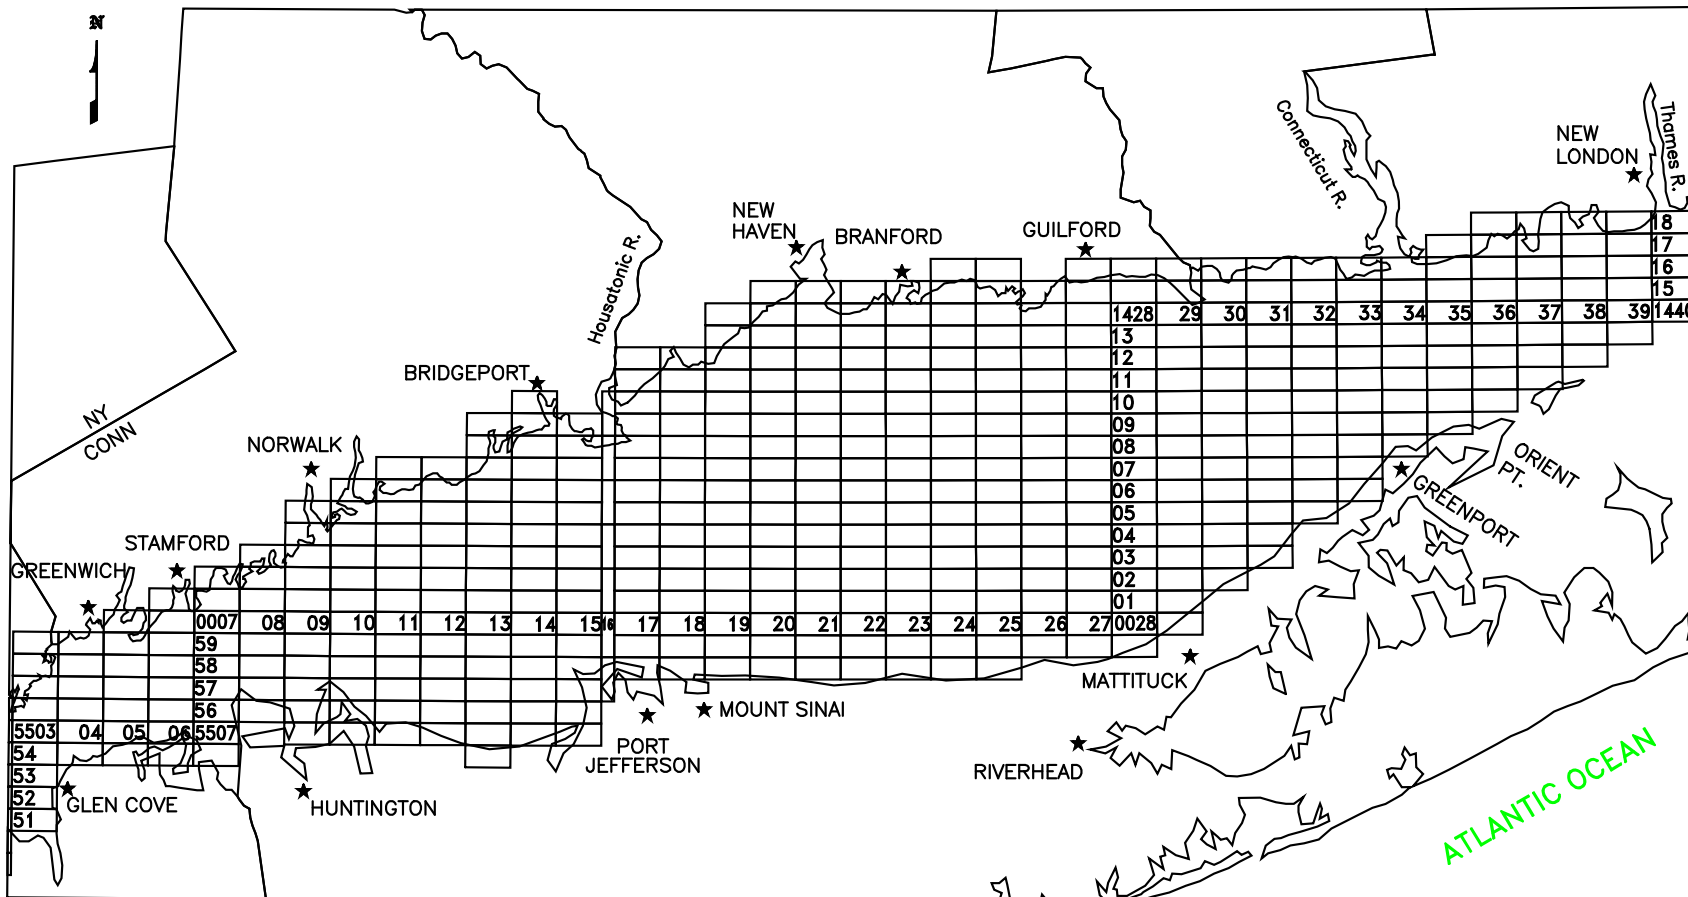 N
Thames R.
Connecticut R.
NEW
LONDON
NEW
HAVEN
BRANFORD
GUILFORD
Housatonic R.
18
17
16
15
1428 29 30 31 32 33 34 35 36 37 38 39 1440
13
12
11
10
09
08
07
06
05
04
03
02
01
BRIDGEPORT
NY
CONN
NORWALK
ORIENT
PT.
GREENPORT
STAMFORD
GREENWICH
0007 08 09 10 11 12 13 14 15 16 17 18 19 20 21 22 23 24 25 26 27 0028
59
58
57
56
5503 04 05 06 5507
54
53
52
51
MATTITUCK
MOUNT SINAI
PORT
JEFFERSON
RIVERHEAD
GLEN COVE
HUNTINGTON
ATLANTIC OCEAN